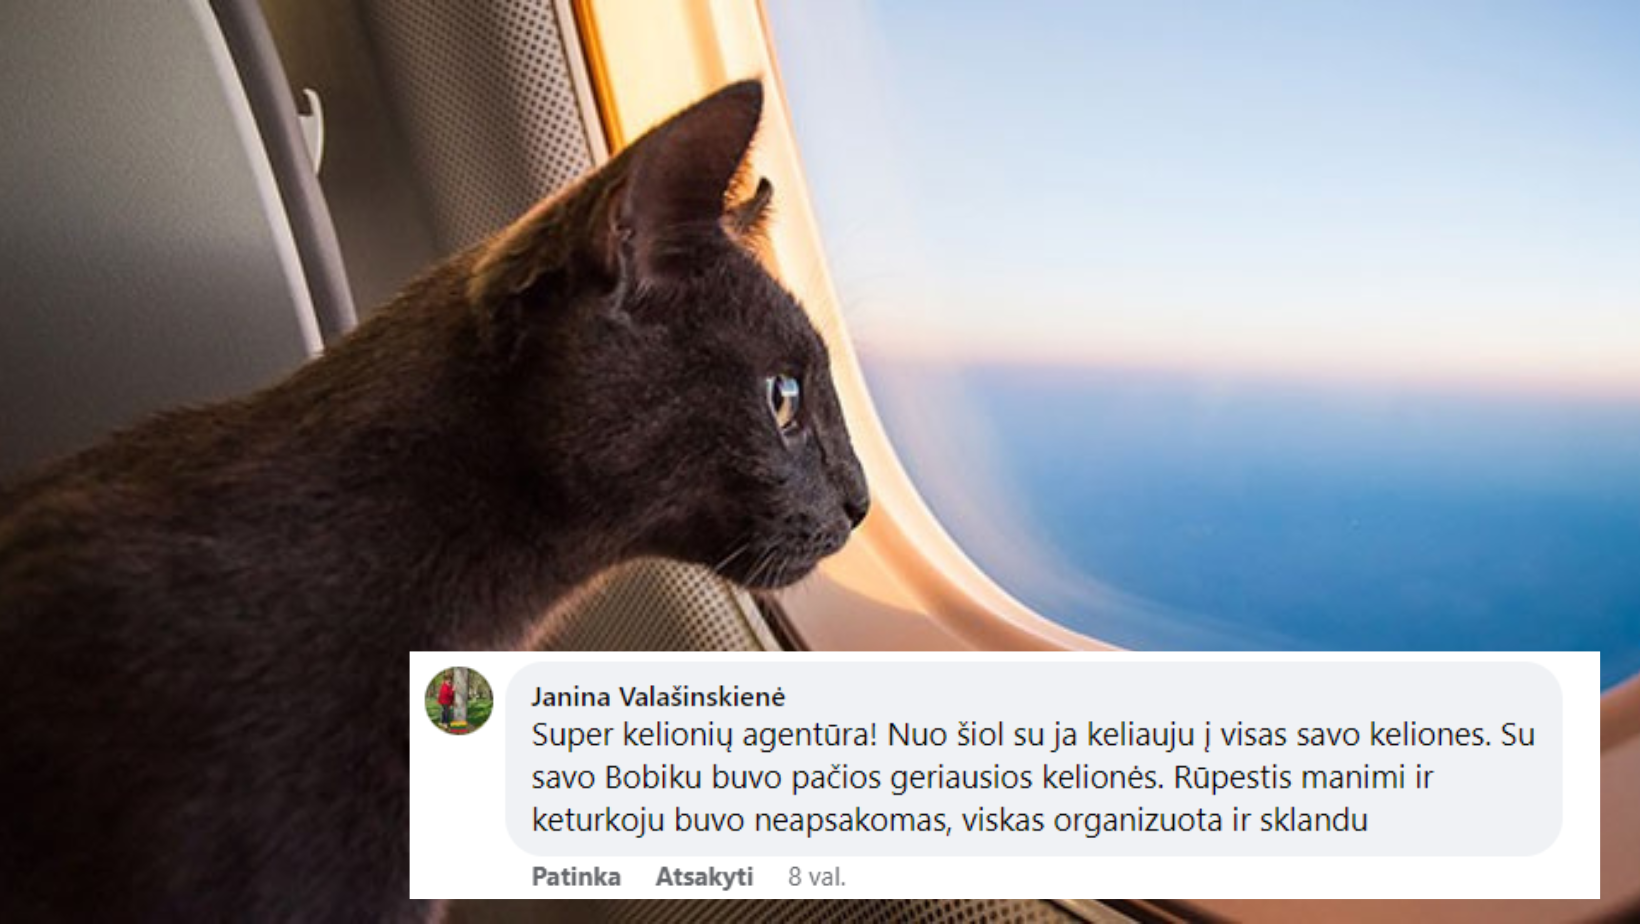 Janina Valašinskienė
Super kelionių agentūra! Nuo šiol su ja keliauju į visas savo keliones. Su
savo Bobiku buvo pačios geriausios kelionės. Rūpestis manimi ir
keturkoju buvo neapsakomas, viskas organizuota ir sklandu
Patinka Atsakyti 8 val.